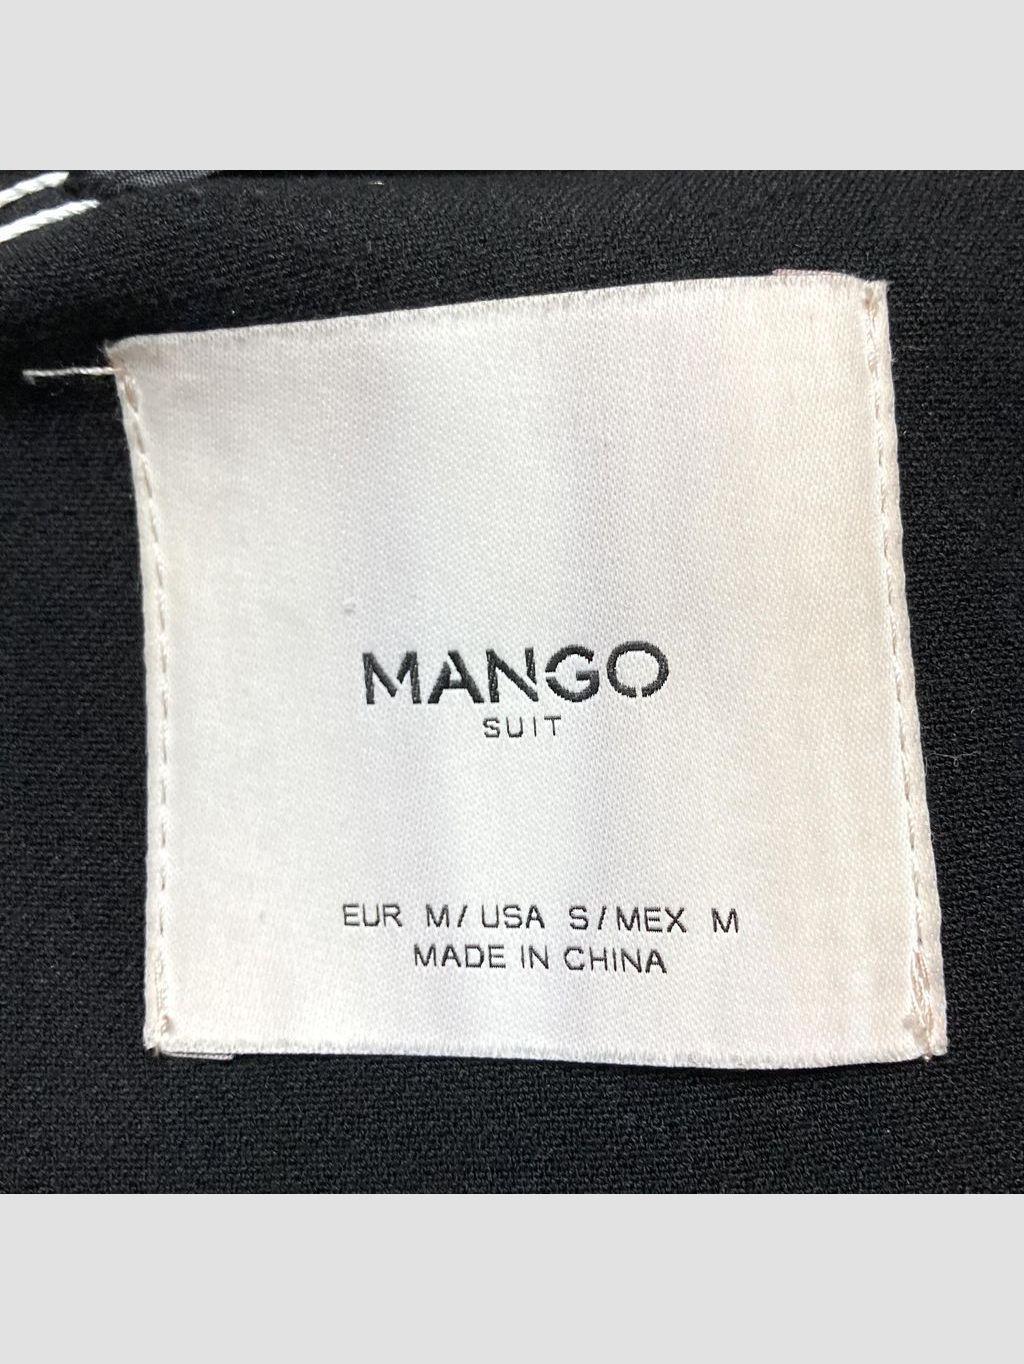 MANGO
SUIT
EUR M/USA S/MEX M
MADE IN CHINA